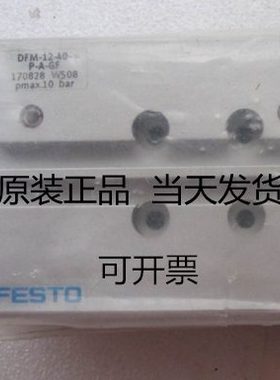 DFM-12-40-
P-A-GF
170828 W508
pmax.10 bar
原装正品 当天发货
可开票
FESTO